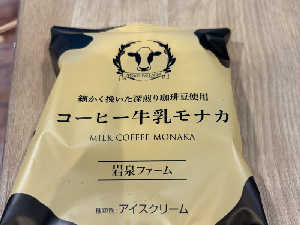 細かく挽いた深煎り珈琲豆使用
コーヒー牛乳モナカ
MILK COFFEE MONAKA
岩泉ファーム
種類別:アイスクリーム